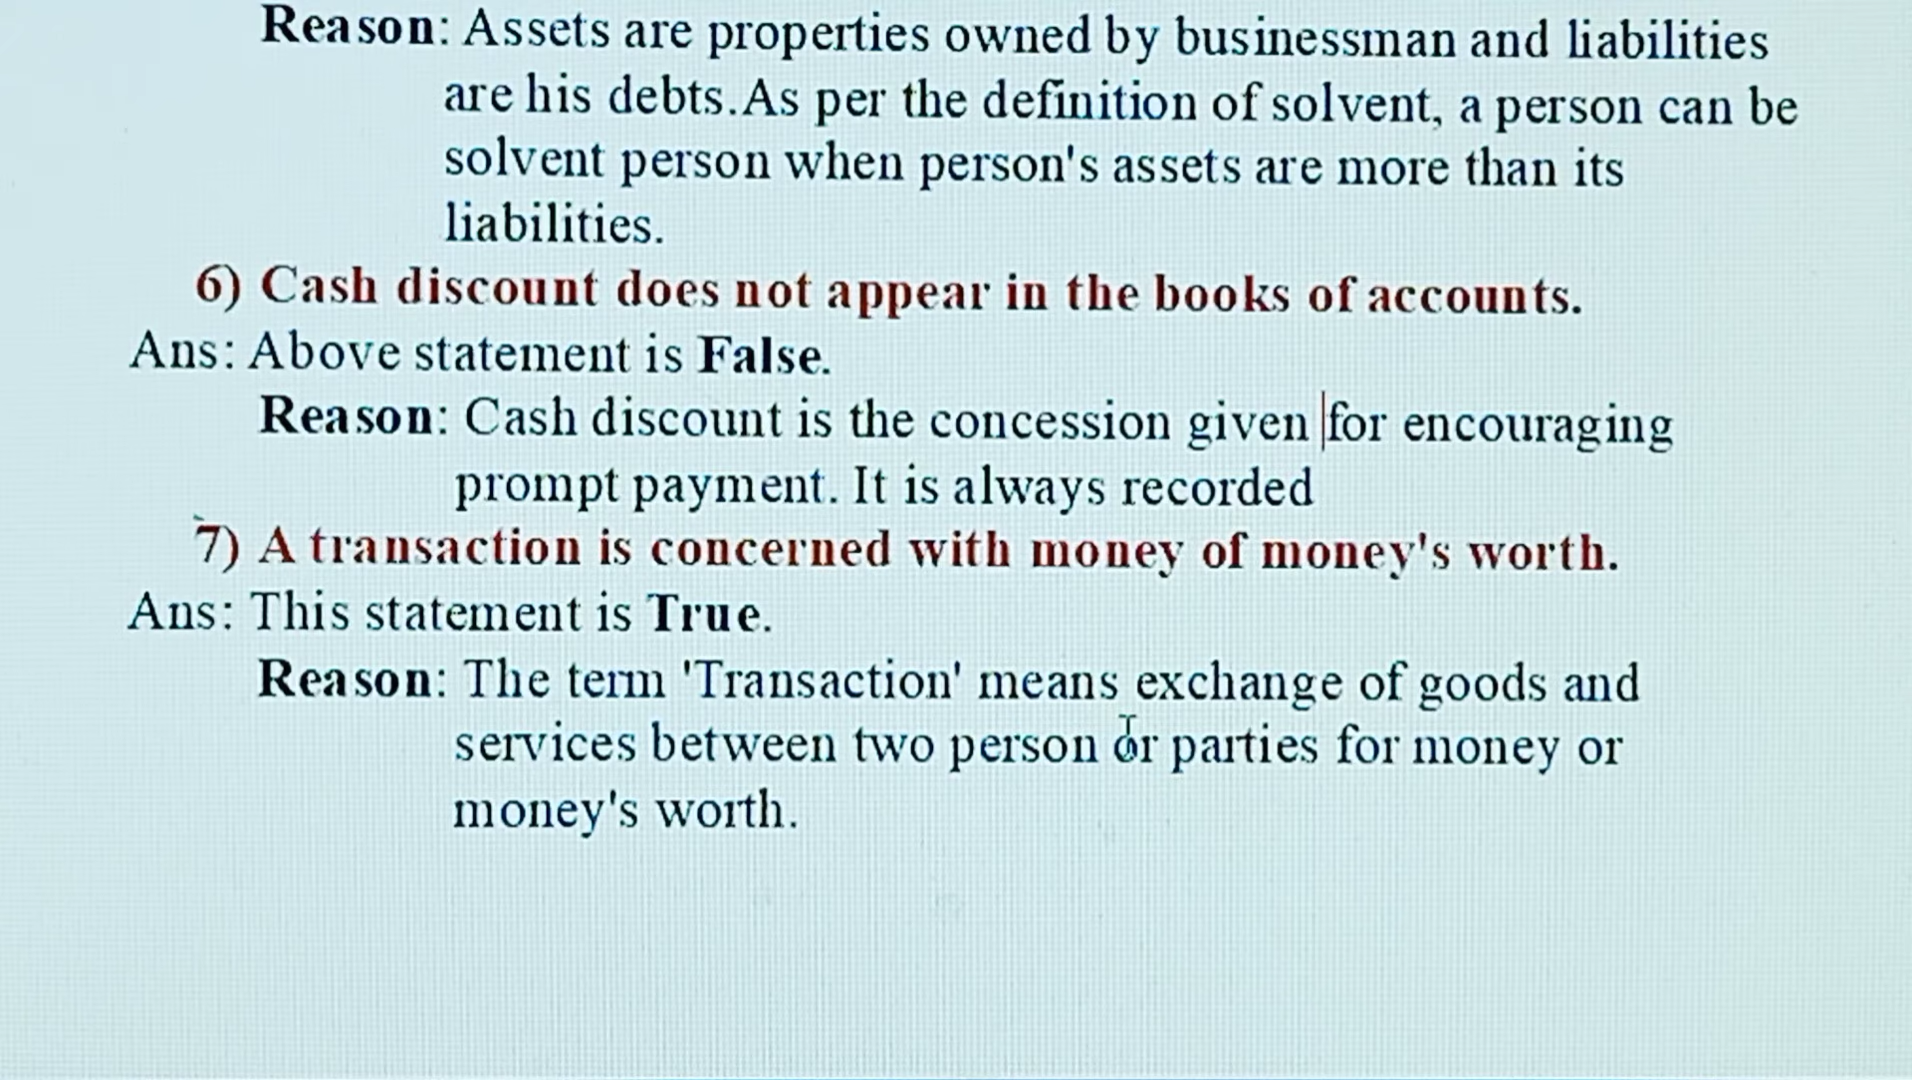 Reason: Assets are properties owned by businessman and liabilities
are his debts.As per the definition of solvent, a person can be
solvent person when person's assets are more than its
liabilities.
6) Cash discount does not appear in the books of accounts.
Ans: Above statement is False.
Reason: Cash discount is the concession given for encouraging
prompt payment. It is always recorded
7) A transaction is concerned with money of money's worth.
Ans: This statement is True.
Reason: The term 'Transaction' means exchange of goods and
services between two person or parties for money or
money's worth.